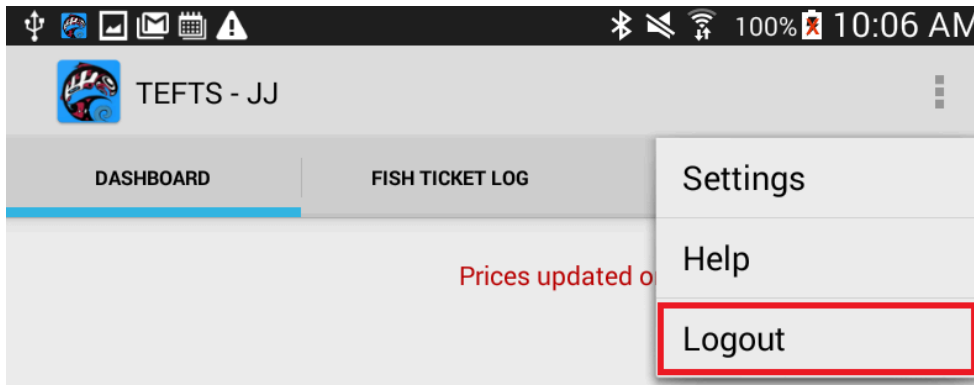 100% 10:06 AM
TEFTS - JJ
DASHBOARD
FISH TICKET LOG
Settings
Prices updated o
Help
Logout